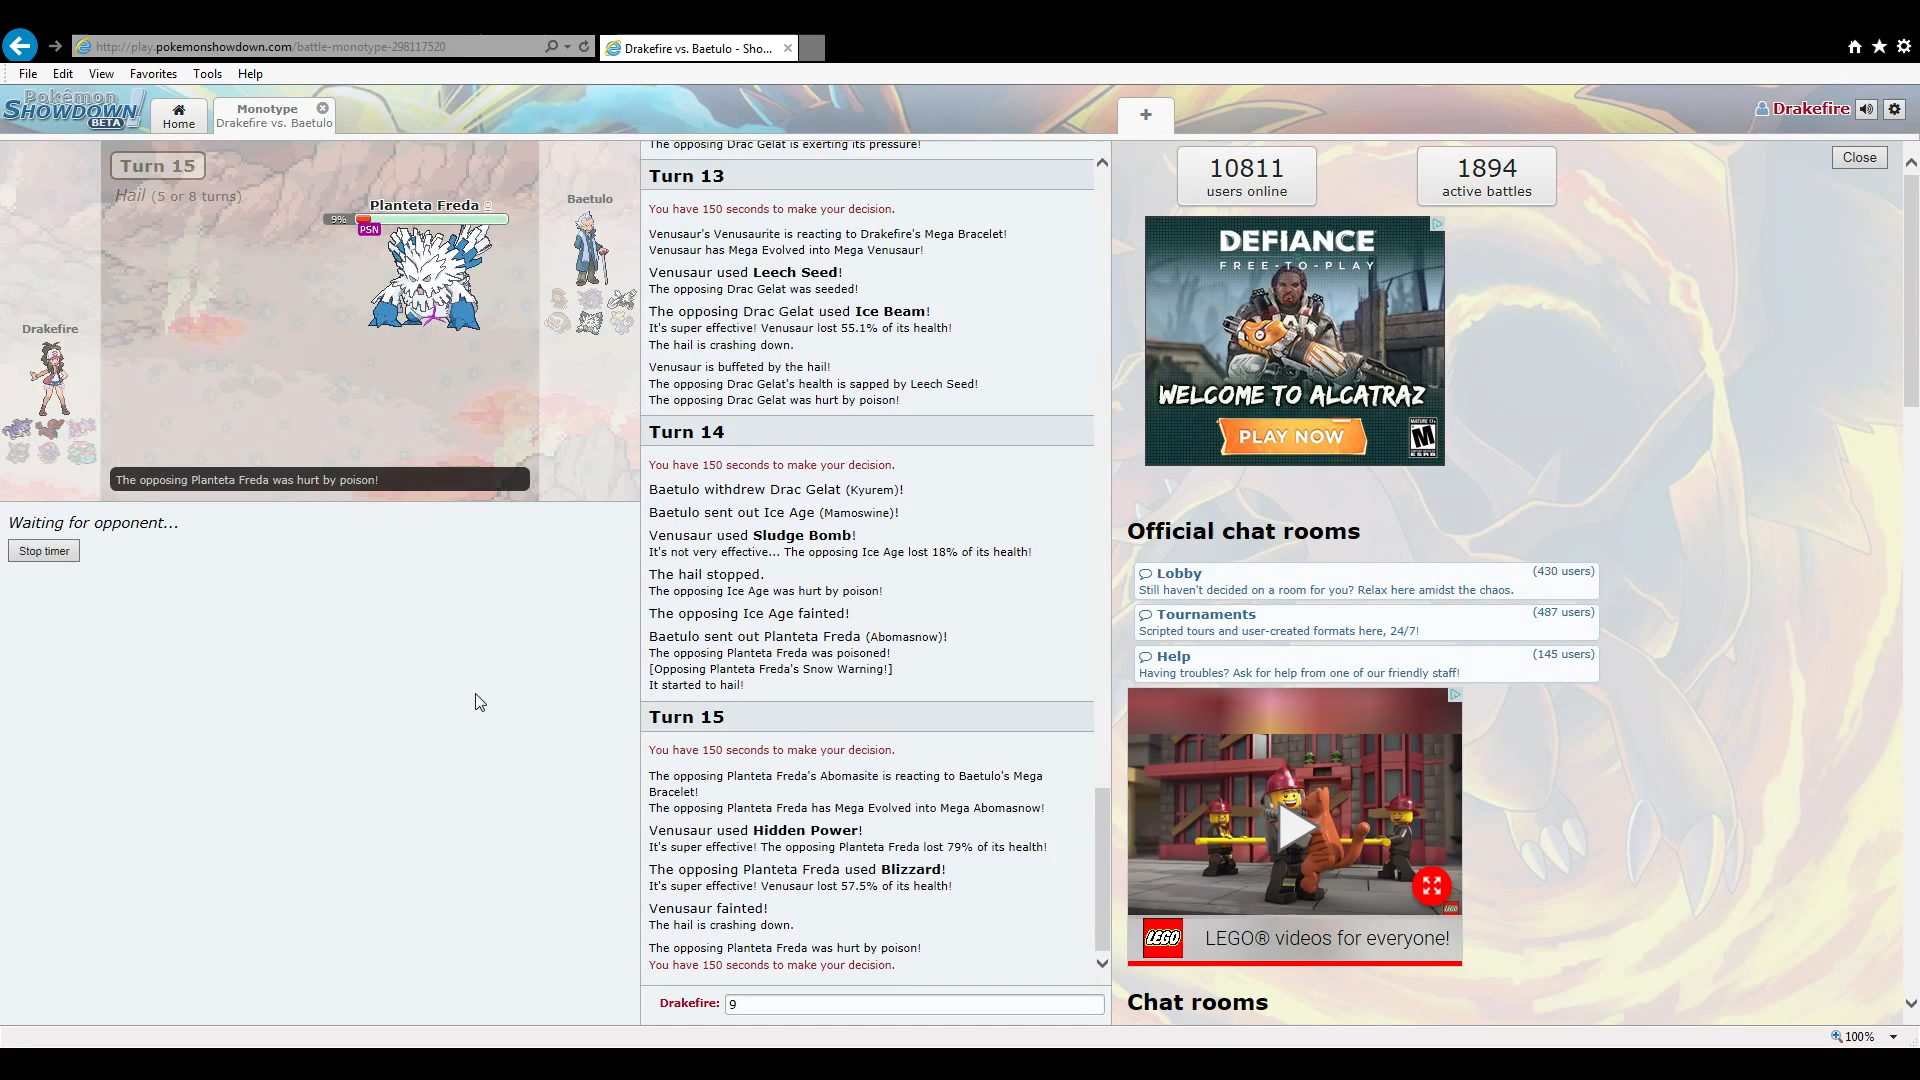 http://play.pokemonshowdown.com/battle-monotype-298117520
Drakefire vs. Baetulo - Sho...
File Edit View Favorites Tools Help
Pokémon
SHOWDOWN!
BETA
Home
Monotype
Drakefire vs. Baetulo
+
Drakefire
Turn 15
Hail (5 or 8 turns)
Planteta Freda
9%
PSN
Baetulo
Drakefire
The opposing Planteta Freda was hurt by poison!
Waiting for opponent...
Stop timer
The opposing Drac Gelat is exerting its pressure!
Turn 13
You have 150 seconds to make your decision.
Venusaur's Venusaurite is reacting to Drakefire's Mega Bracelet!
Venusaur has Mega Evolved into Mega Venusaur!
Venusaur used Leech Seed!
The opposing Drac Gelat was seeded!
The opposing Drac Gelat used Ice Beam!
It's super effective! Venusaur lost 55.1% of its health!
The hail is crashing down.
Venusaur is buffeted by the hail!
The opposing Drac Gelat's health is sapped by Leech Seed!
The opposing Drac Gelat was hurt by poison!
Turn 14
You have 150 seconds to make your decision.
Baetulo withdrew Drac Gelat (Kyurem)!
Baetulo sent out Ice Age (Mamoswine)!
Venusaur used Sludge Bomb!
It's not very effective... The opposing Ice Age lost 18% of its health!
The hail stopped.
The opposing Ice Age was hurt by poison!
The opposing Ice Age fainted!
Baetulo sent out Planteta Freda (Abomasnow)!
The opposing Planteta Freda was poisoned!
[Opposing Planteta Freda's Snow Warning!]
It started to hail!
Turn 15
You have 150 seconds to make your decision.
The opposing Planteta Freda's Abomasite is reacting to Baetulo's Mega
Bracelet!
The opposing Planteta Freda has Mega Evolved into Mega Abomasnow!
Venusaur used Hidden Power!
It's super effective! The opposing Planteta Freda lost 79% of its health!
The opposing Planteta Freda used Blizzard!
It's super effective! Venusaur lost 57.5% of its health!
Venusaur fainted!
The hail is crashing down.
The opposing Planteta Freda was hurt by poison!
You have 150 seconds to make your decision.
Drakefire: 9
10811
users online
1894
active battles
Close
DEFIANCE
FREE-TO-PLAY
WELCOME TO ALCATRAZ
PLAY NOW
MATURE 17+
M
ESRB
Official chat rooms
Lobby (430 users)
Still haven't decided on a room for you? Relax here amidst the chaos.
Tournaments (487 users)
Scripted tours and user-created formats here, 24/7!
Help (145 users)
Having troubles? Ask for help from one of our friendly staff!
LEGO
LEGO
LEGO® videos for everyone!
Chat rooms
100%